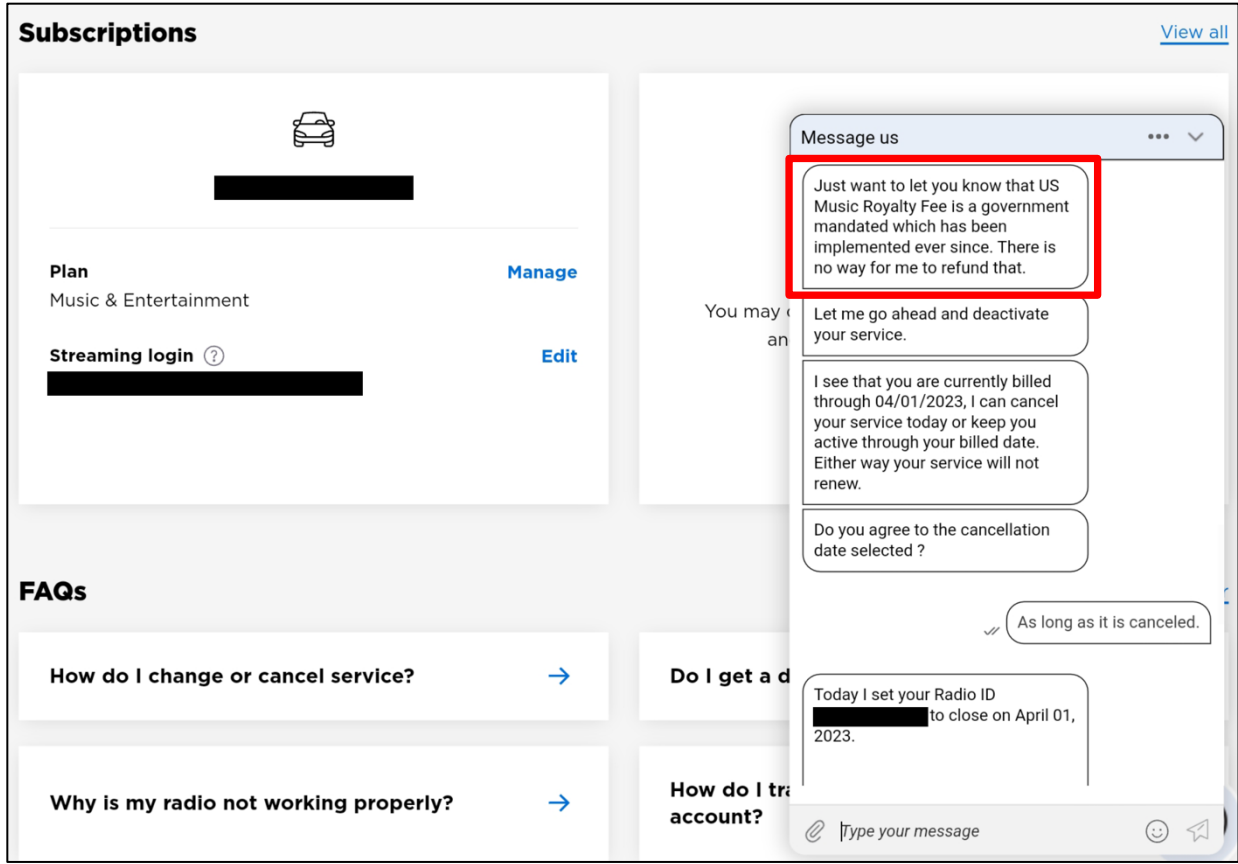 Subscriptions
View all
Plan
Manage
Music & Entertainment
Streaming login ?
Edit
You may
an
FAQs
How do I change or cancel service?
Do I get a d
Why is my radio not working properly?
How do I tra
account?
Message us
Just want to let you know that US
Music Royalty Fee is a government
mandated which has been
implemented ever since. There is
no way for me to refund that.
Let me go ahead and deactivate
your service.
I see that you are currently billed
through 04/01/2023, I can cancel
your service today or keep you
active through your billed date.
Either way your service will not
renew.
Do you agree to the cancellation
date selected ?
As long as it is canceled.
Today I set your Radio ID
to close on April 01,
2023.
Type your message